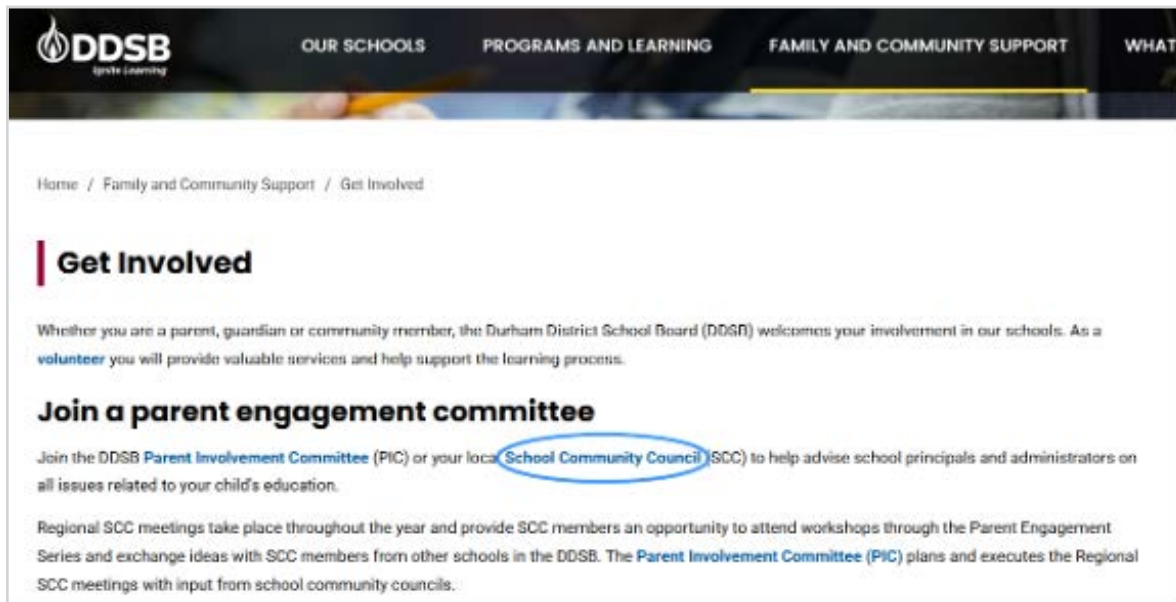 DDSB
Ignite Learning
OUR SCHOOLS PROGRAMS AND LEARNING FAMILY AND COMMUNITY SUPPORT WHAT
Home / Family and Community Support / Get Involved
Get Involved
Whether you are a parent, guardian or community member, the Durham District School Board (DDSB) welcomes your involvement in our schools. As a
volunteer you will provide valuable services and help support the learning process.
Join a parent engagement committee
Join the DDSB Parent Involvement Committee (PIC) or your local School Community Council (SCC) to help advise school principals and administrators on
all issues related to your child's education.
Regional SCC meetings take place throughout the year and provide SCC members an opportunity to attend workshops through the Parent Engagement
Series and exchange ideas with SCC members from other schools in the DDSB. The Parent Involvement Committee (PIC) plans and executes the Regional
SCC meetings with input from school community councils.